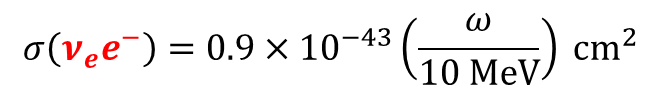 σ(νₑe⁻) = 0.9 × 10⁻⁴³ (ω / 10 MeV) cm²